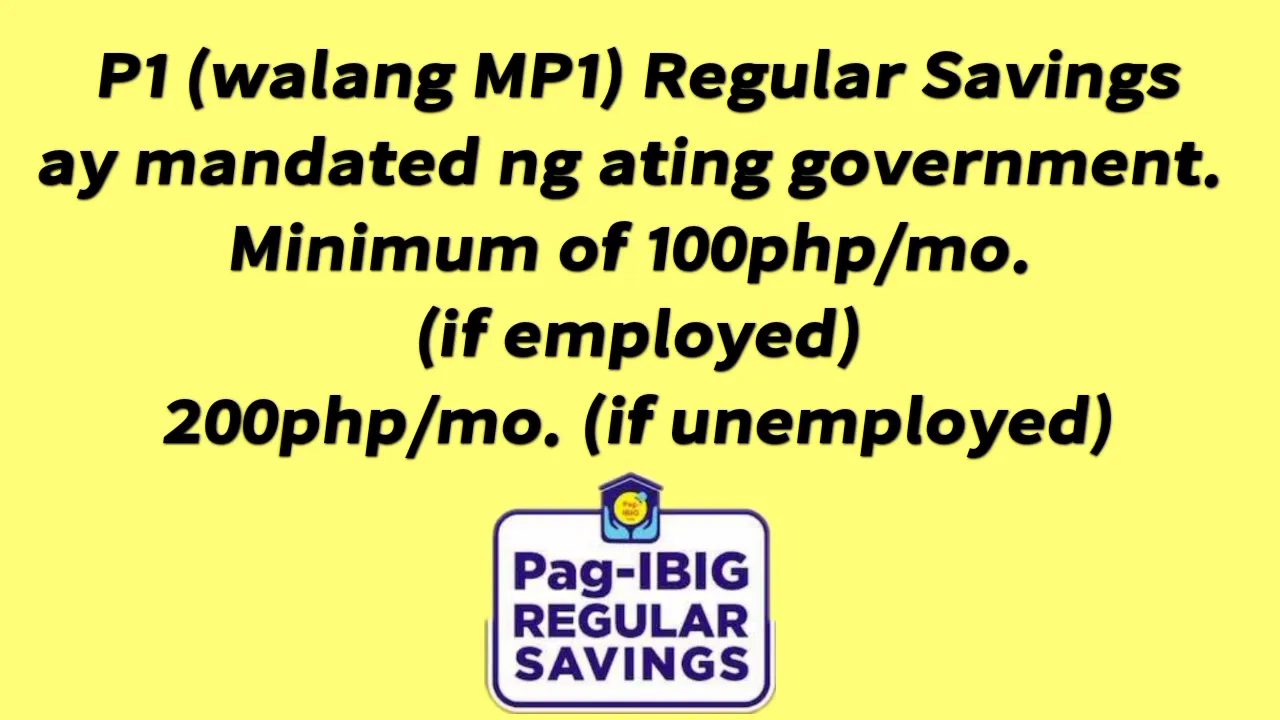 P1 (walang MP1) Regular Savings
ay mandated ng ating government.
Minimum of 100php/mo.
(if employed)
200php/mo. (if unemployed)
Pag-IBIG
Pag-IBIG
REGULAR
SAVINGS